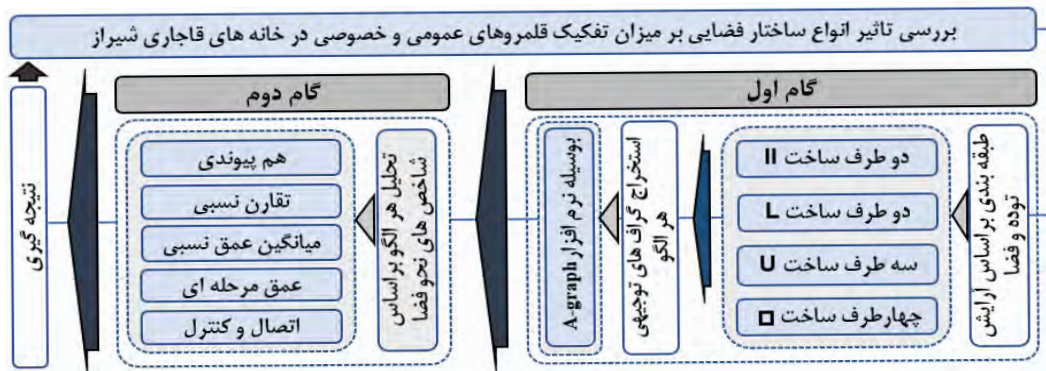 بررسی تاثیر انواع ساختار فضایی بر میزان تفکیک قلمروهای عمومی و خصوصی در خانه های قاجاری شیراز
گام اول
طبقه بندی براساس آرایش
توده و فضا
دو طرف ساخت II
دو طرف ساخت L
سه طرف ساخت U
چهارطرف ساخت □
استخراج گراف های توجیهی
هر الگو
بوسیله نرم افزار A-graph
گام دوم
تحلیل هر الگو براساس
شاخص های نحو فضا
هم پیوندی
تقارن نسبی
میانگین عمق نسبی
عمق مرحله ای
اتصال و کنترل
نتیجه گیری